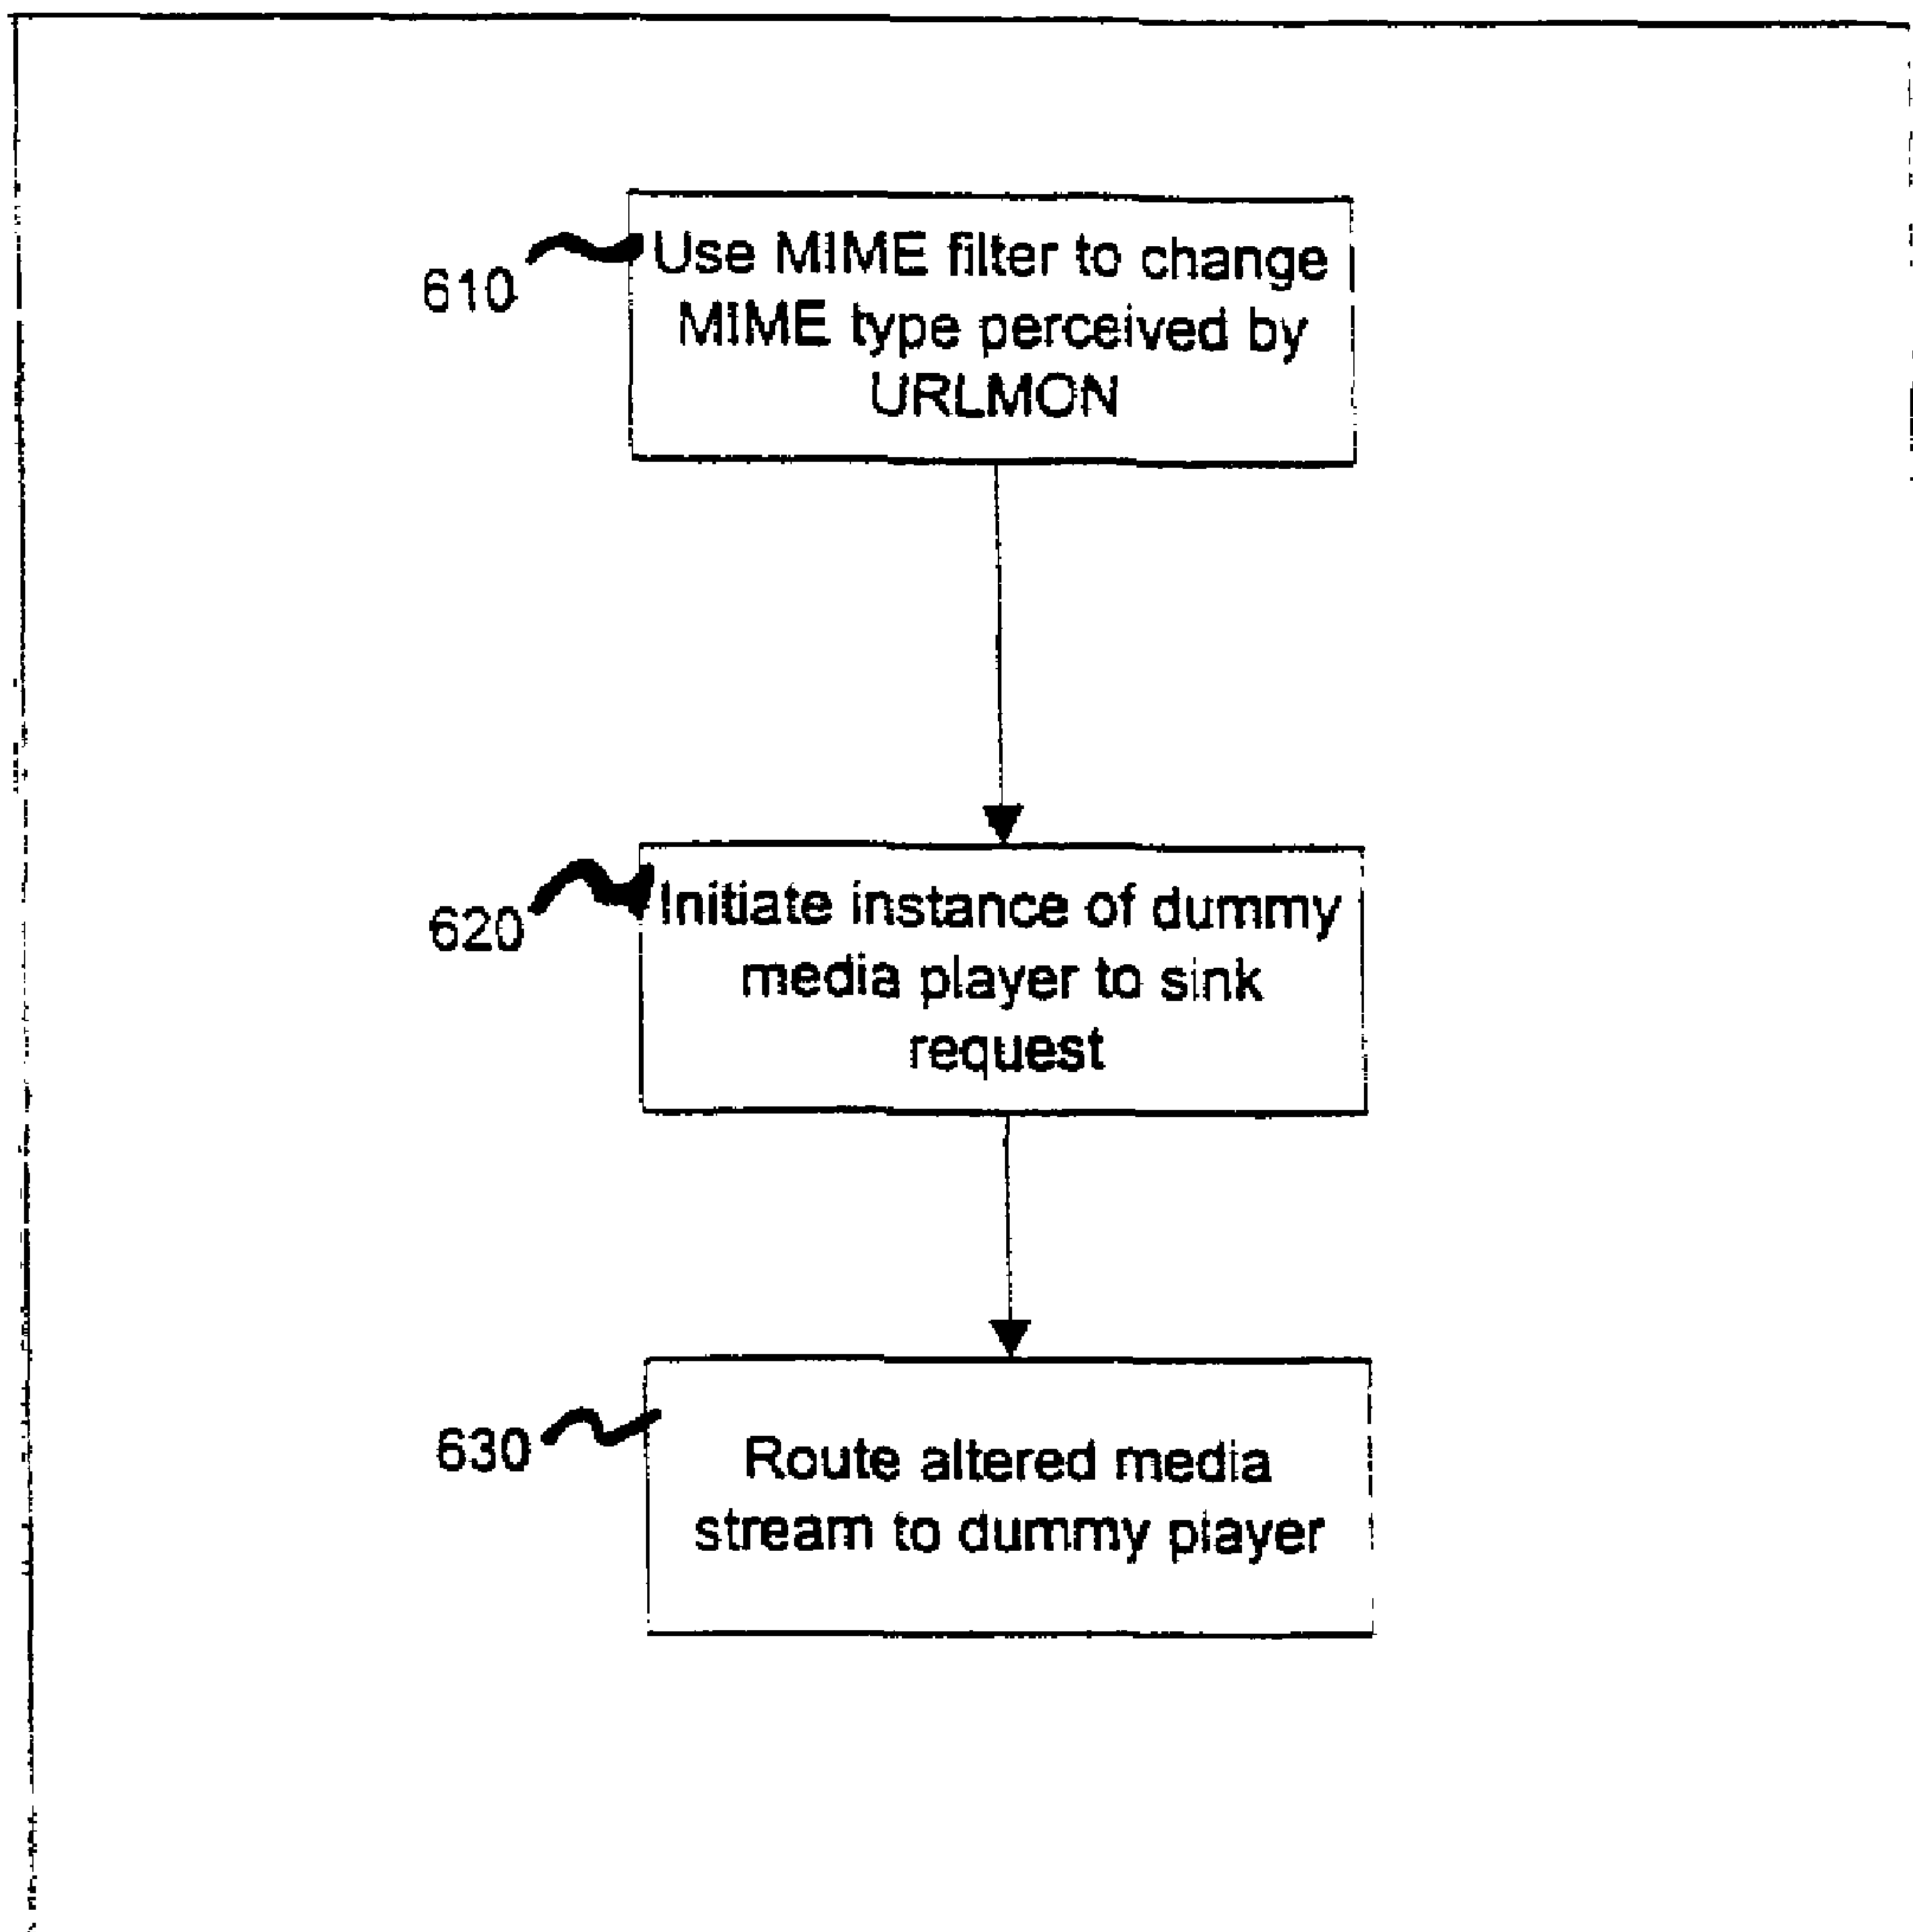 610
Use MIME filter to change
MIME type perceived by
URLMON
620
Initiate instance of dummy
media player to sink
request
630
Route altered media
stream to dummy player